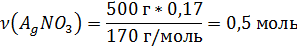 ν(AgNO₃) = (500 г * 0,17) / (170 г/моль) = 0,5 моль